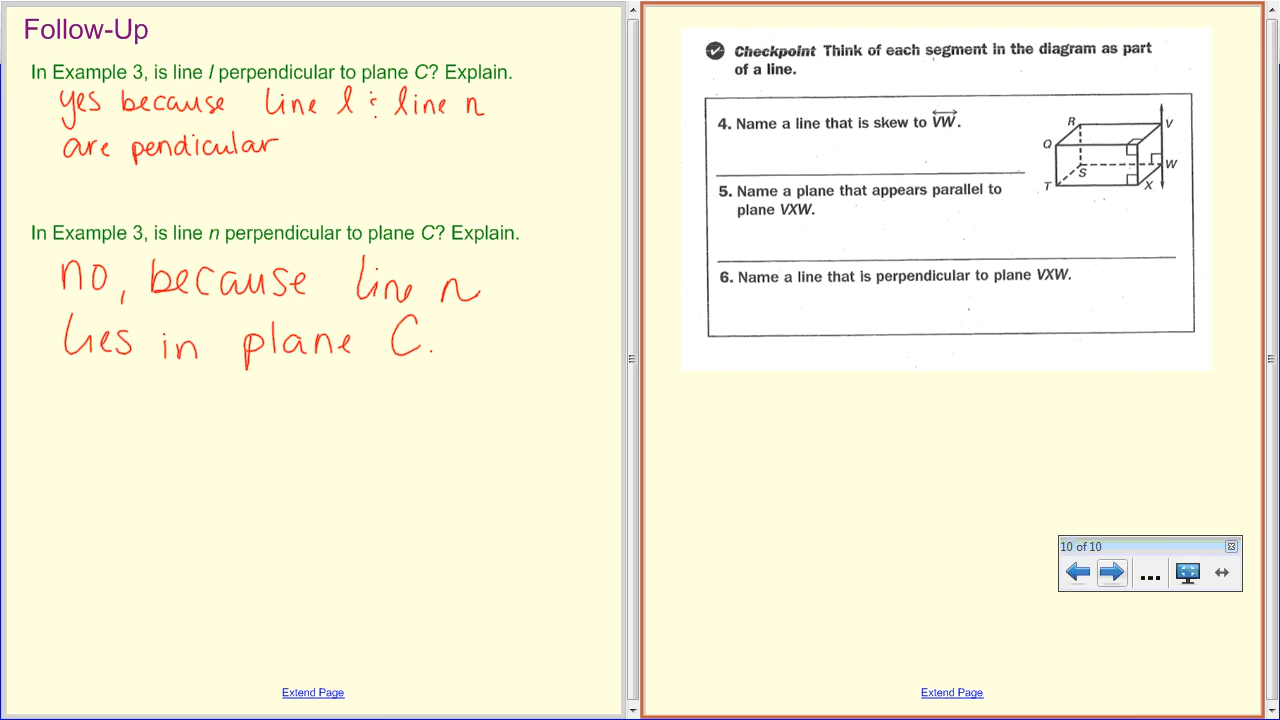 Follow-Up
In Example 3, is line l perpendicular to plane C? Explain.
yes because line l & line n
are pendicular
In Example 3, is line n perpendicular to plane C? Explain.
no, because line n
lies in plane C.
Extend Page
Checkpoint Think of each segment in the diagram as part
of a line.
4. Name a line that is skew to VW.
5. Name a plane that appears parallel to
plane VXW.
6. Name a line that is perpendicular to plane VXW.
R
V
Q
S
W
T
X
10 of 10
...
Extend Page